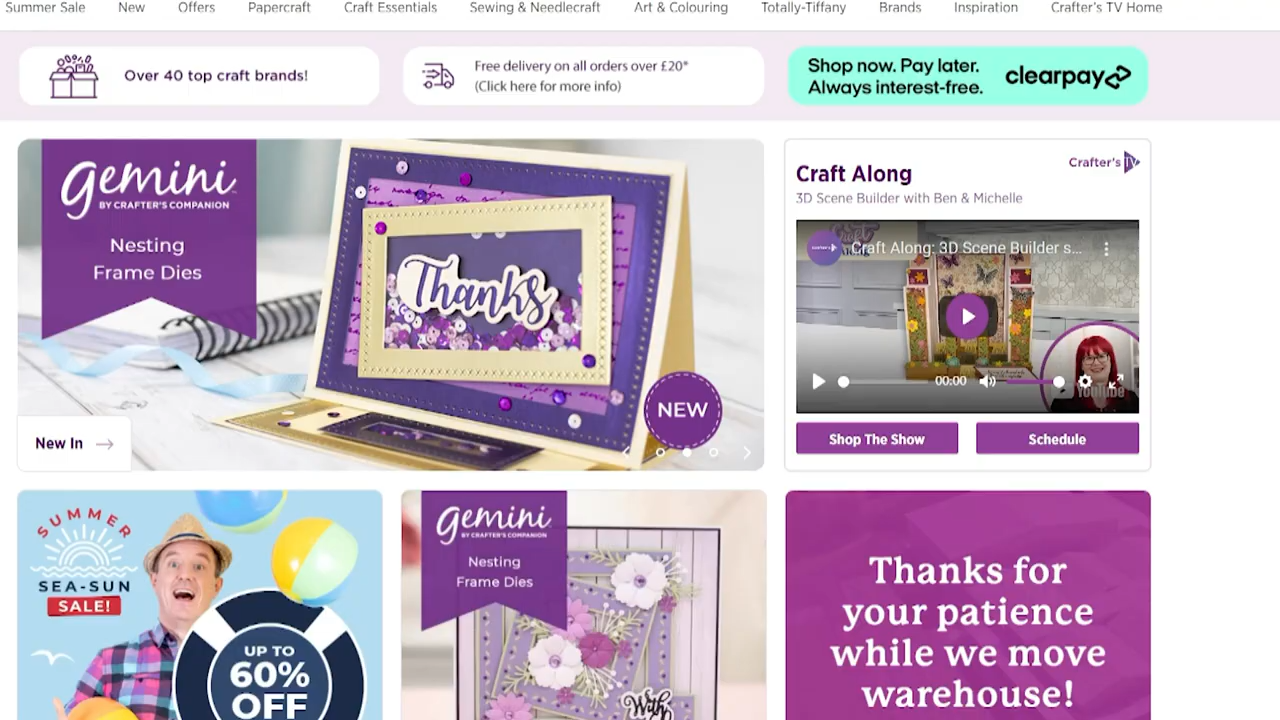 Summer Sale New Offers Papercraft Craft Essentials Sewing & Needlecraft Art & Colouring Totally-Tiffany Brands Inspiration Crafter's TV Home
Over 40 top craft brands!
Free delivery on all orders over £20*
(Click here for more info)
Shop now. Pay later.
Always interest-free.
clearpay
gemini
BY CRAFTER'S COMPANION
Nesting
Frame Dies
Thanks
NEW
New In
Crafter's TV
Craft Along
3D Scene Builder with Ben & Michelle
Craft Along: 3D Scene Builder s...
00:00
YouTube
Shop The Show
Schedule
SUMMER
SEA-SUN
SALE!
UP TO
60%
OFF
gemini
BY CRAFTER'S COMPANION
Nesting
Frame Dies
With
Thanks for
your patience
while we move
warehouse!